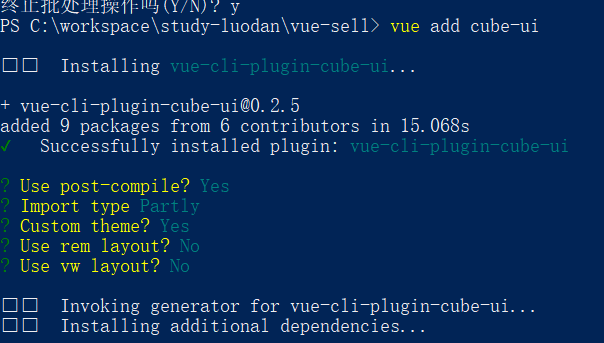 终止批处理操作吗(Y/N)? y
PS C:\workspace\study-luodan\vue-sell> vue add cube-ui
□□ Installing vue-cli-plugin-cube-ui...
+ vue-cli-plugin-cube-ui@0.2.5
added 9 packages from 6 contributors in 15.068s
✓ Successfully installed plugin: vue-cli-plugin-cube-ui
? Use post-compile? Yes
? Import type Partly
? Custom theme? Yes
? Use rem layout? No
? Use vw layout? No
□□ Invoking generator for vue-cli-plugin-cube-ui...
□□ Installing additional dependencies...